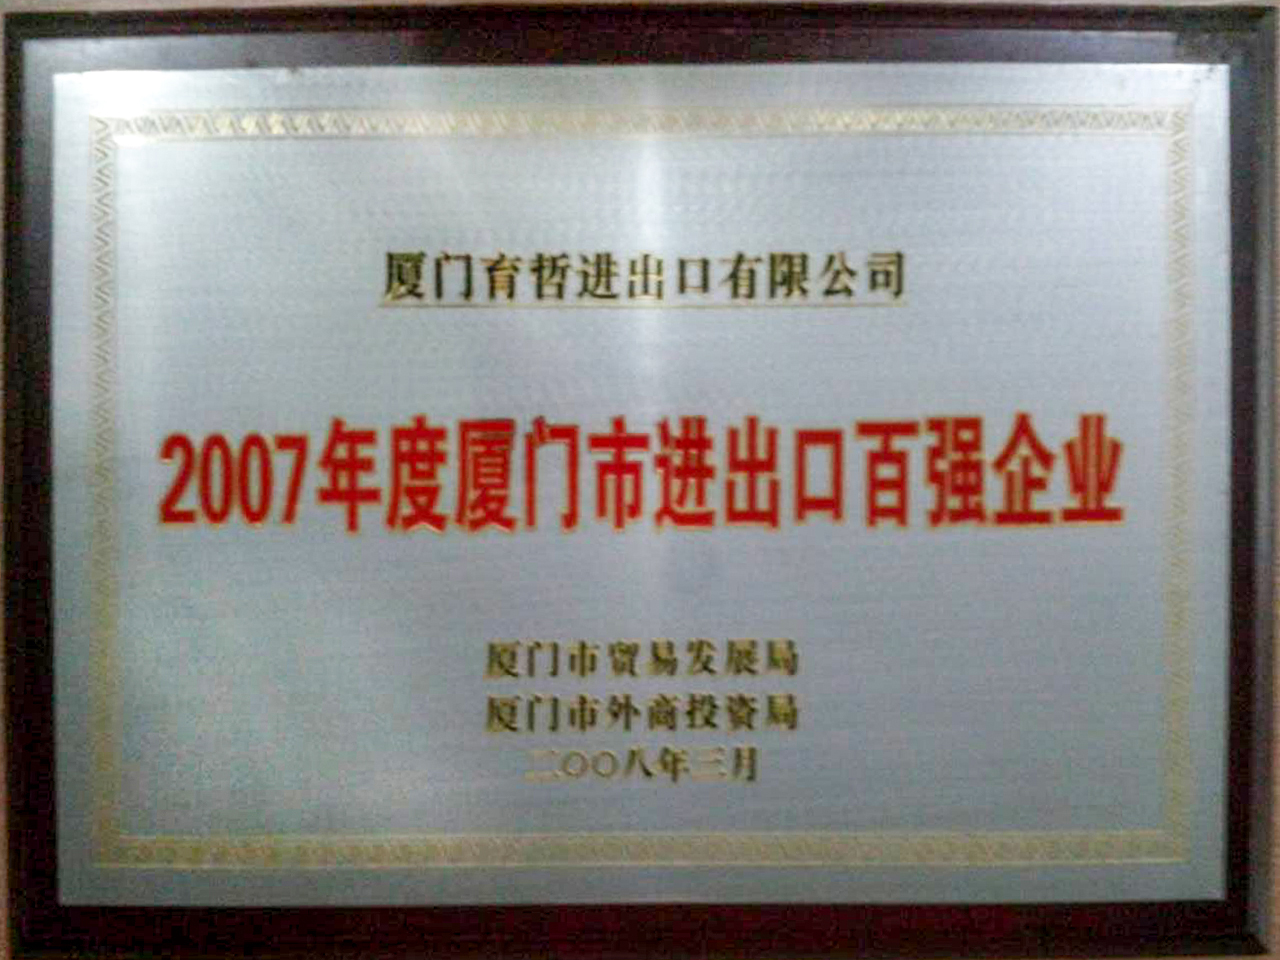 厦门育哲进出口有限公司
2007年度厦门市进出口百强企业
厦门市贸易发展局
厦门市外商投资局
二〇〇八年三月